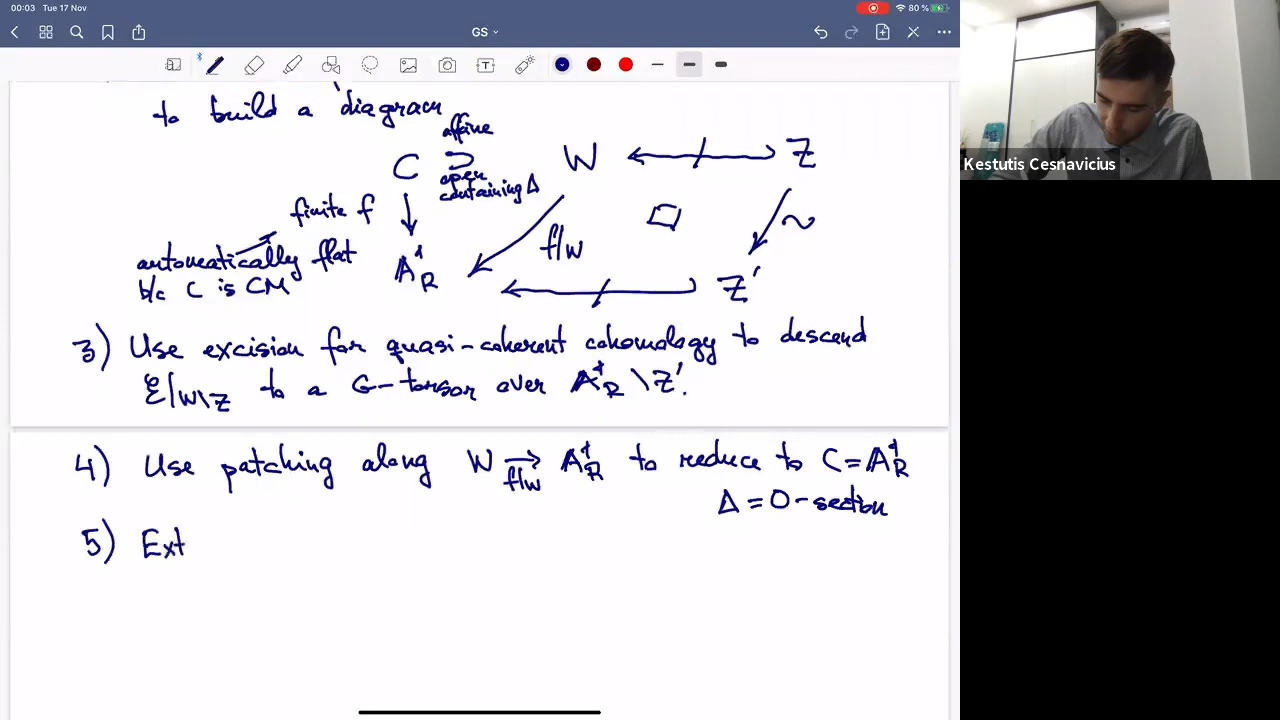 00:03 Tue 17 Nov
80 %
GS
T
to build a diagram
affine
C ⊃ W ↩ Z
open
containing Δ
finite f
f|W
□
~
automatically flat
b/c C is CM
𝔸¹_R ↩ Z'
3) Use excision for quasi-coherent cohomology to descend
ℰ|W\Z to a G-torsor over 𝔸¹_R \ Z'.
4) Use patching along W → 𝔸¹_R to reduce to C = 𝔸¹_R
f|W
Δ = 0-section
5) Ext
Kestutis Cesnavicius